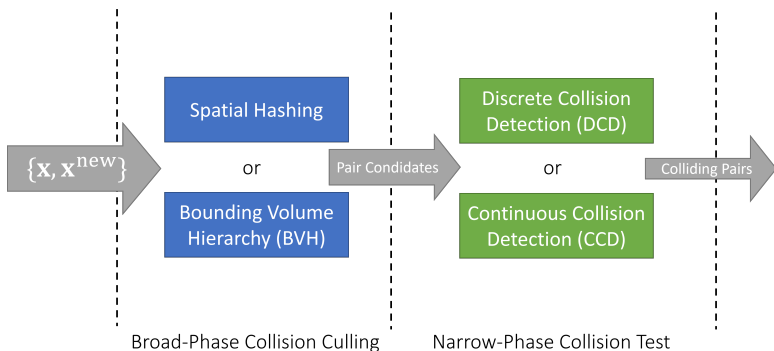 {x, x^new}
Spatial Hashing
or
Bounding Volume
Hierarchy (BVH)
Pair Candidates
Discrete Collision
Detection (DCD)
or
Continuous Collision
Detection (CCD)
Colliding Pairs
Broad-Phase Collision Culling
Narrow-Phase Collision Test